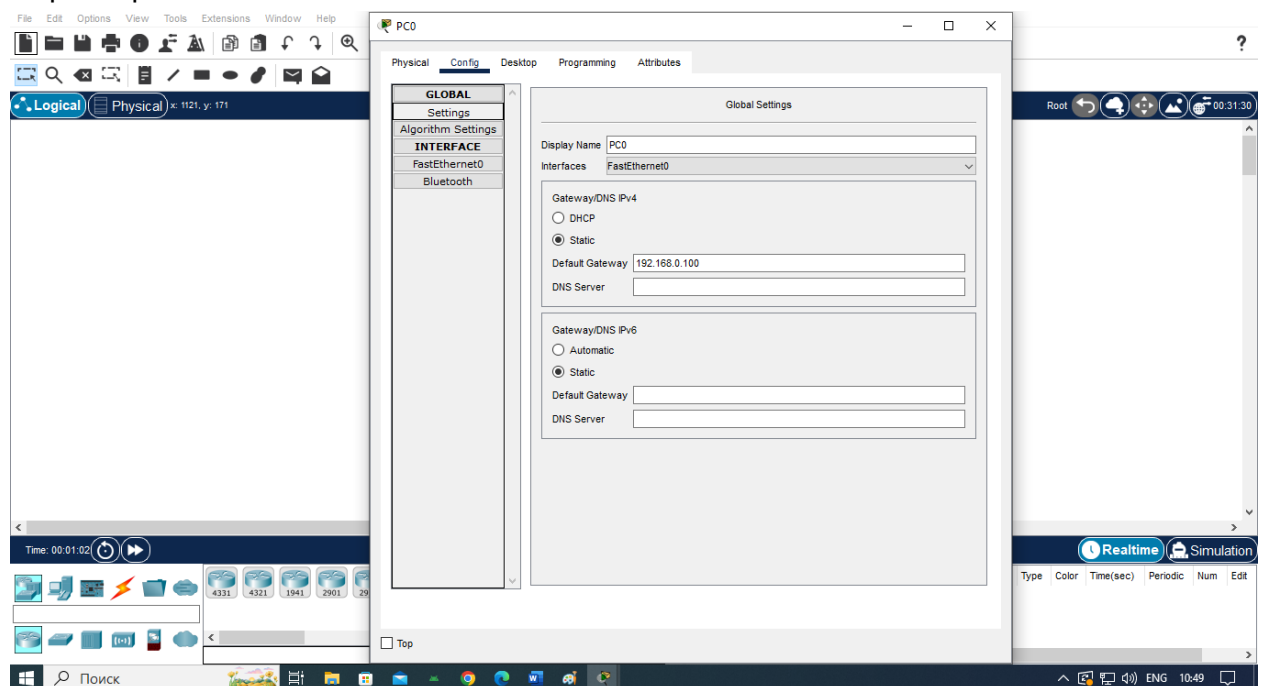 File Edit Options View Tools Extensions Window Help
PC0
?
Physical Config Desktop Programming Attributes
Logical Physical x: 1121, y: 171
Root 00:31:30
GLOBAL
Settings
Algorithm Settings
INTERFACE
FastEthernet0
Bluetooth
Global Settings
Display Name PC0
Interfaces FastEthernet0
Gateway/DNS IPv4
DHCP
Static
Default Gateway 192.168.0.100
DNS Server
Gateway/DNS IPv6
Automatic
Static
Default Gateway
DNS Server
Time: 00:01:02
Realtime Simulation
4331 4321 1941 2901 29
Type Color Time(sec) Periodic Num Edit
Top
Поиск
ENG 10:49